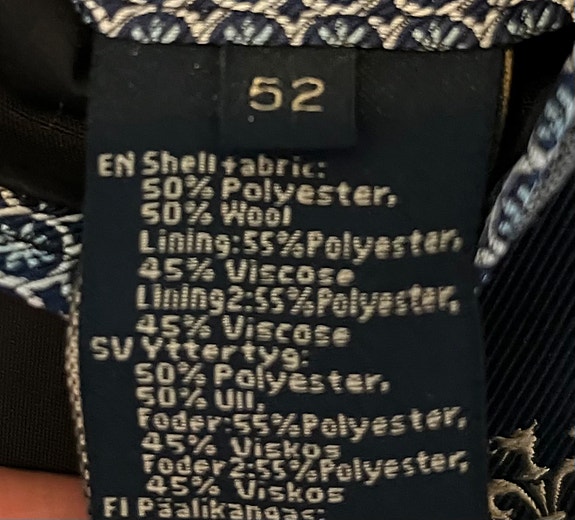 52
EN Shell fabric:
50% Polyester,
50% Wool
Lining:55%Polyester,
45% Viscose
Lining2:55%Polyester,
45% Viscose
SV Yttertyg:
50% Polyester,
50% Ull,
Foder:55%Polyester,
45% Viskos
Foder2:55%Polyester,
45% Viskos
FI Päälikangas: